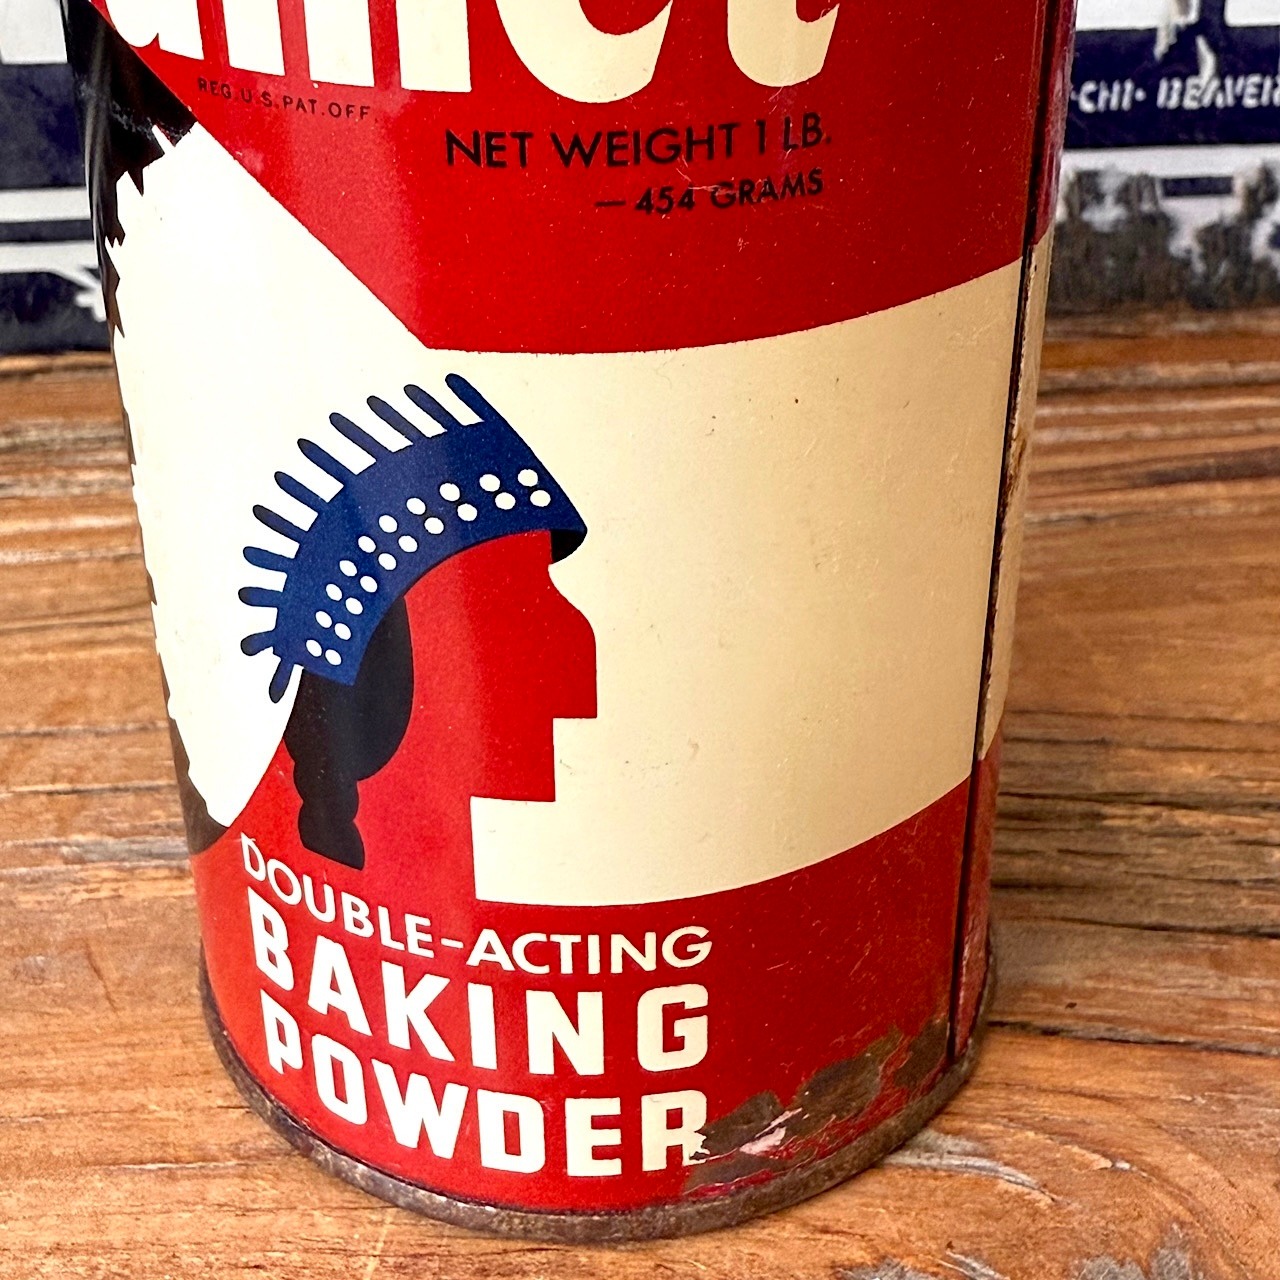 REG.U.S.PAT.OFF.
NET WEIGHT 1 LB.
— 454 GRAMS
DOUBLE-ACTING
BAKING
POWDER